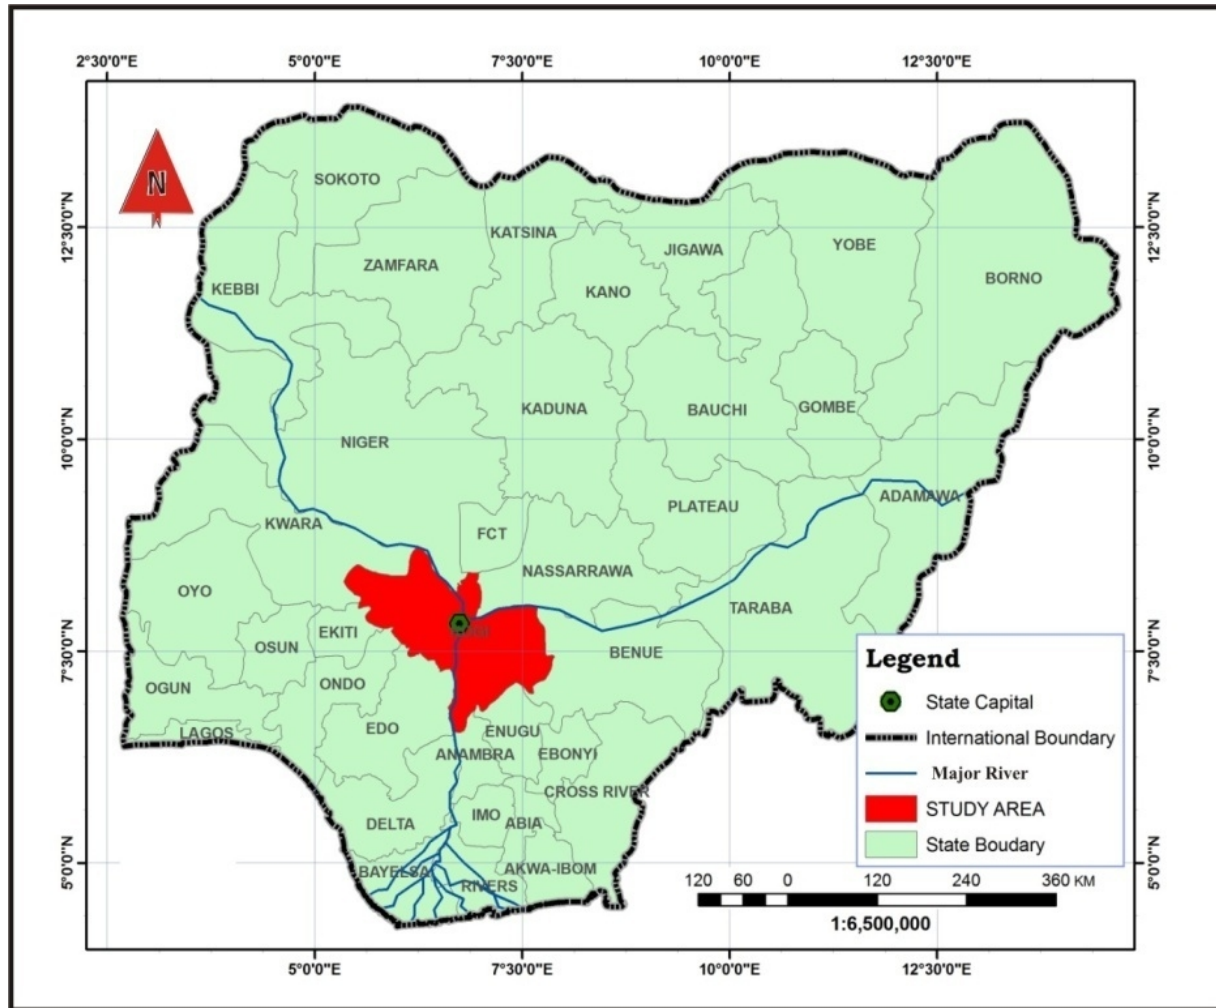 2°30'0"E 5°0'0"E 7°30'0"E 10°0'0"E 12°30'0"E
N
SOKOTO
KATSINA
ZAMFARA
JIGAWA
YOBE
KEBBI
KANO
BORNO
12°30'0"N 12°30'0"N
KADUNA
BAUCHI
GOMBE
NIGER
10°0'0"N 10°0'0"N
PLATEAU
ADAMAWA
KWARA
FCT
NASSARRAWA
OYO
TARABA
EKITI
OSUN
BENUE
7°30'0"N 7°30'0"N
OGUN
ONDO
LAGOS
EDO
ENUGU
ANAMBRA
EBONYI
CROSS RIVER
IMO
ABIA
DELTA
BAYELSA
AKWA-IBOM
RIVERS
5°0'0"N 5°0'0"N
Legend
State Capital
International Boundary
Major River
STUDY AREA
State Boudary
120 60 0 120 240 360 KM
1:6,500,000
5°0'0"E 7°30'0"E 10°0'0"E 12°30'0"E